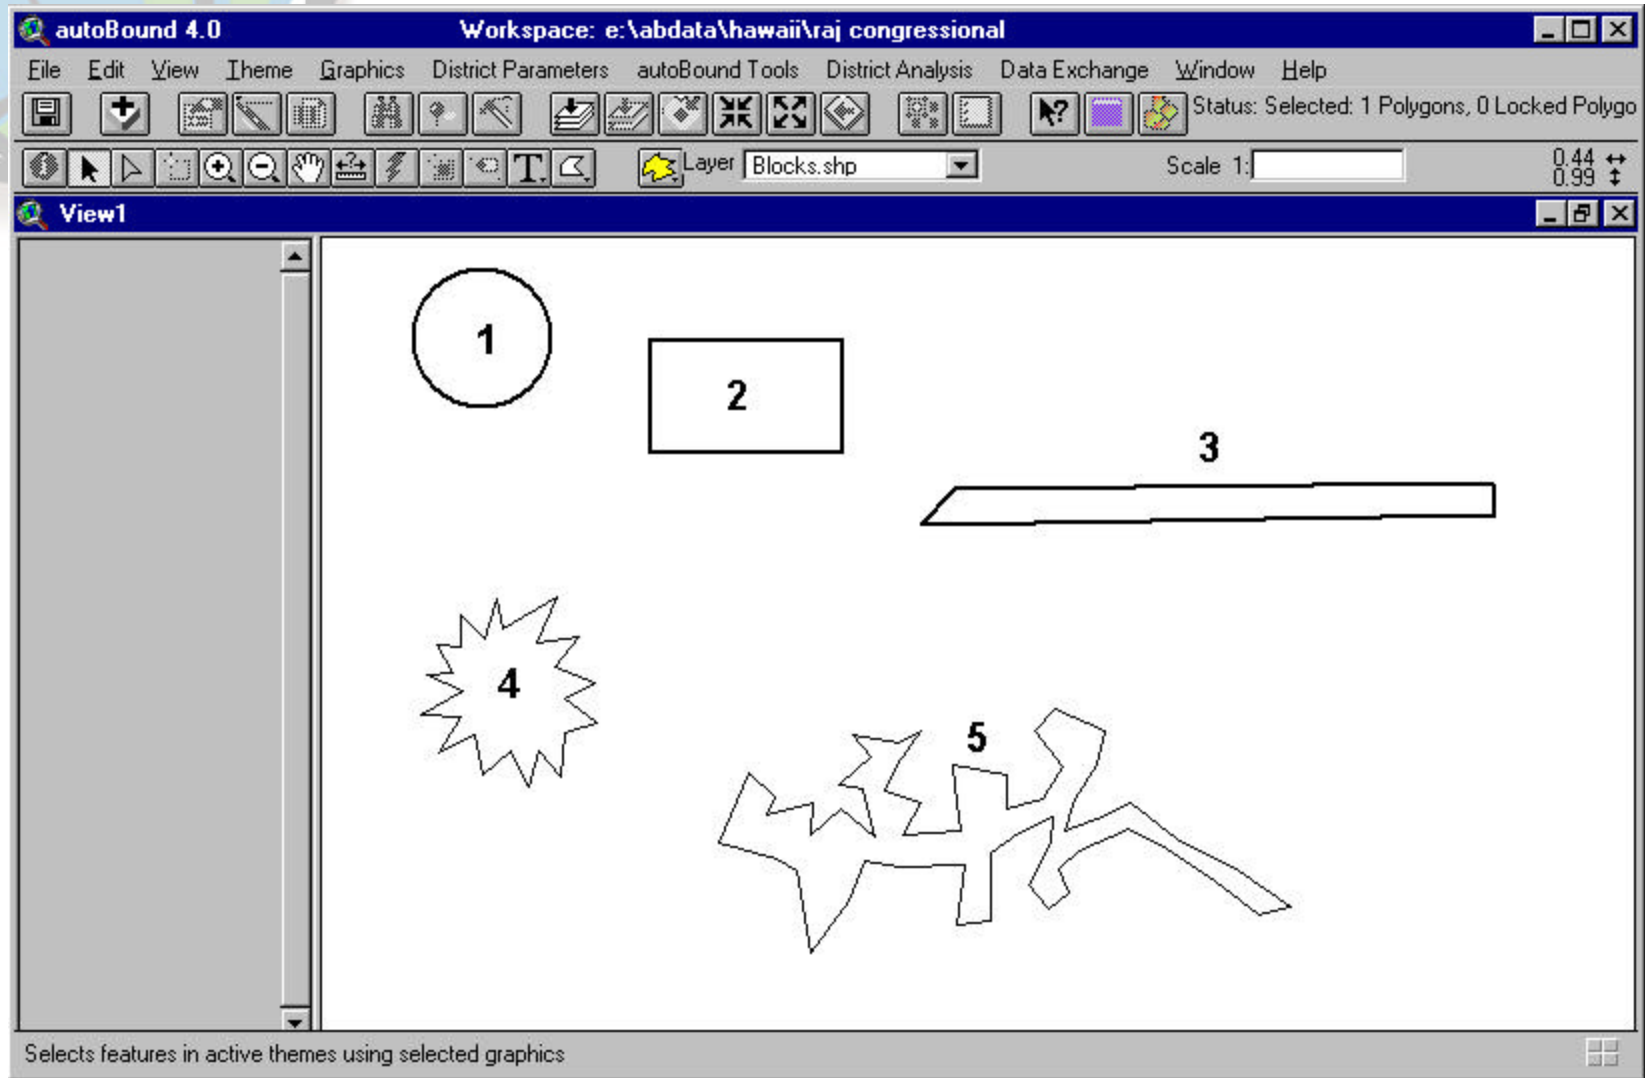 autoBound 4.0 Workspace: e:\abdata\hawaii\raj congressional
File Edit View Theme Graphics District Parameters autoBound Tools District Analysis Data Exchange Window Help
Status: Selected: 1 Polygons, 0 Locked Polygo
Layer Blocks.shp Scale 1: 0.44
0.99
View1
1
2
3
4
5
Selects features in active themes using selected graphics